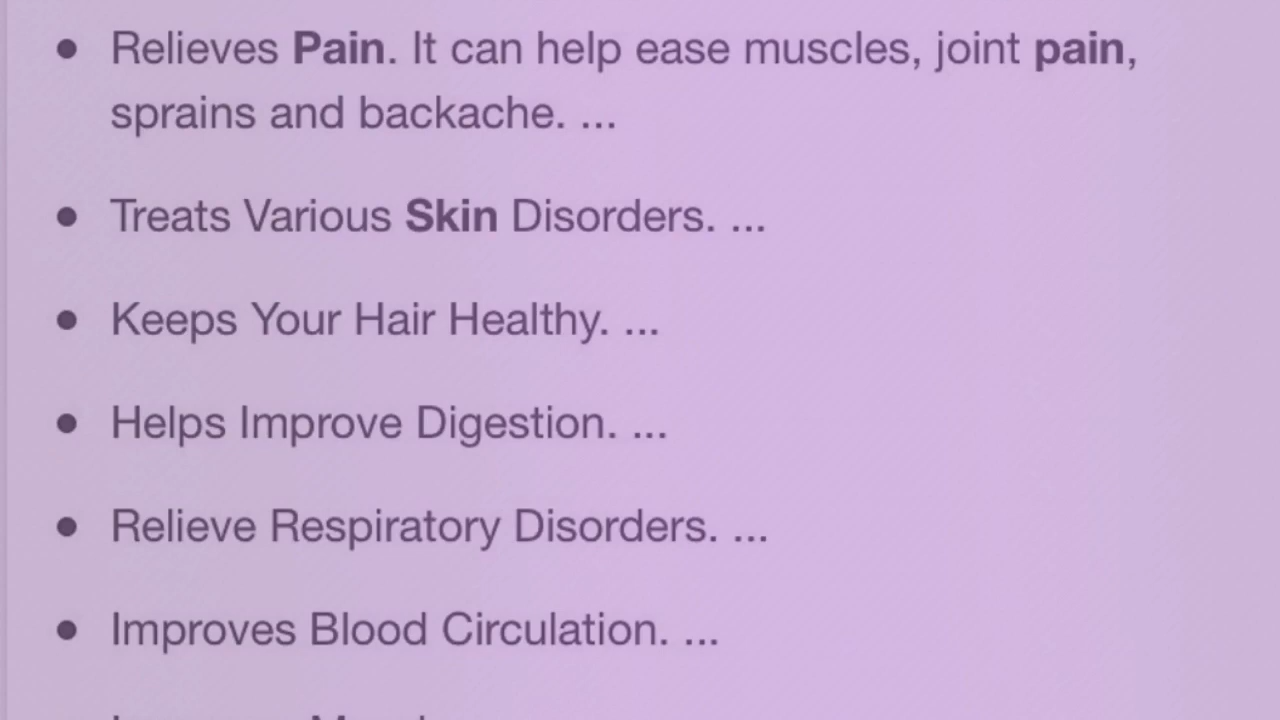 • Relieves Pain. It can help ease muscles, joint pain,
sprains and backache. ...
• Treats Various Skin Disorders. ...
• Keeps Your Hair Healthy. ...
• Helps Improve Digestion. ...
• Relieve Respiratory Disorders. ...
• Improves Blood Circulation. ...